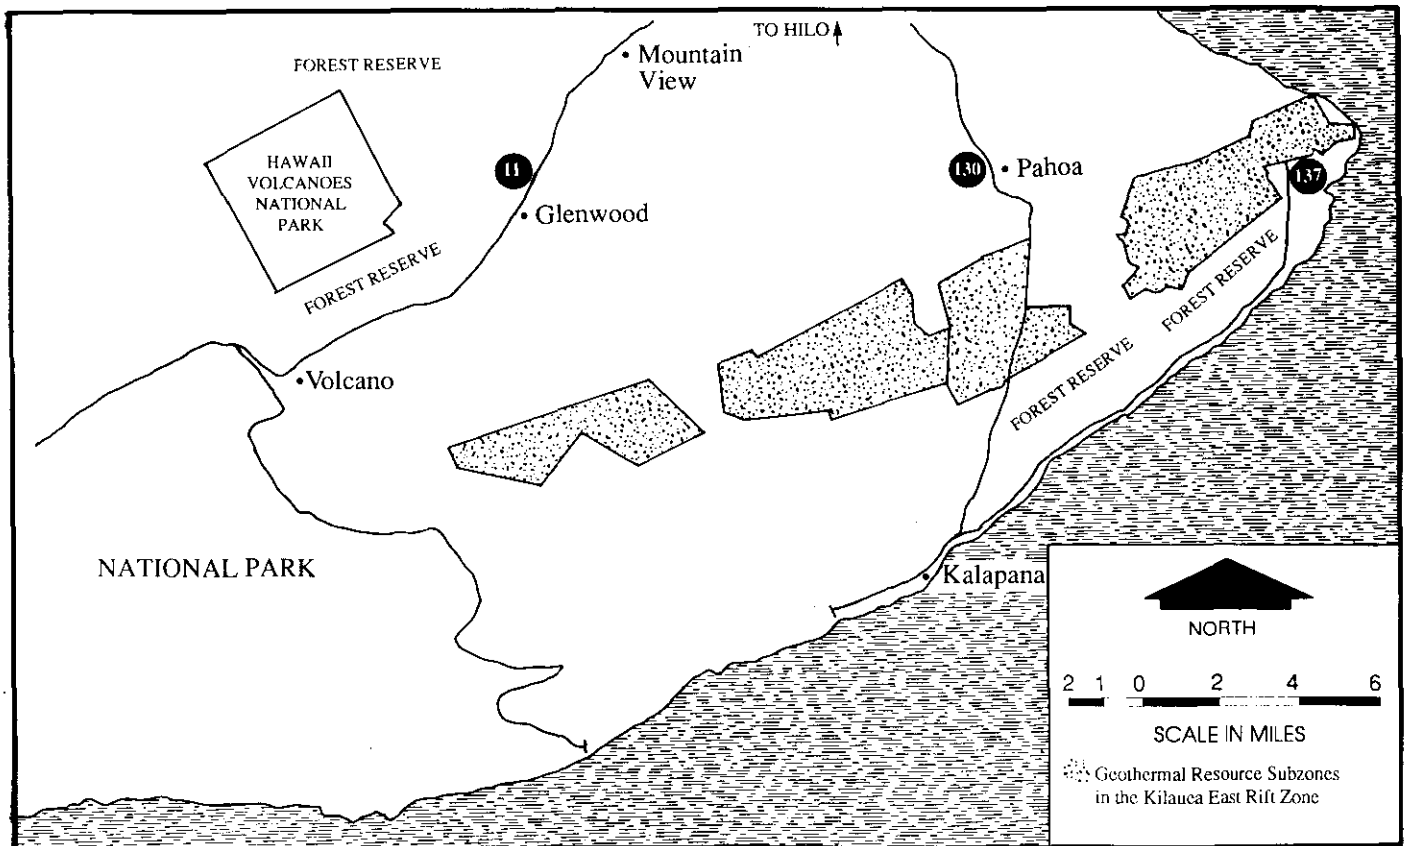 TO HILO
FOREST RESERVE
Mountain
View
HAWAII
VOLCANOES
NATIONAL
PARK
11
130
Pahoa
137
Glenwood
FOREST RESERVE
FOREST RESERVE
FOREST RESERVE
Volcano
NATIONAL PARK
Kalapana
NORTH
2 1 0 2 4 6
SCALE IN MILES
Geothermal Resource Subzones
in the Kilauea East Rift Zone